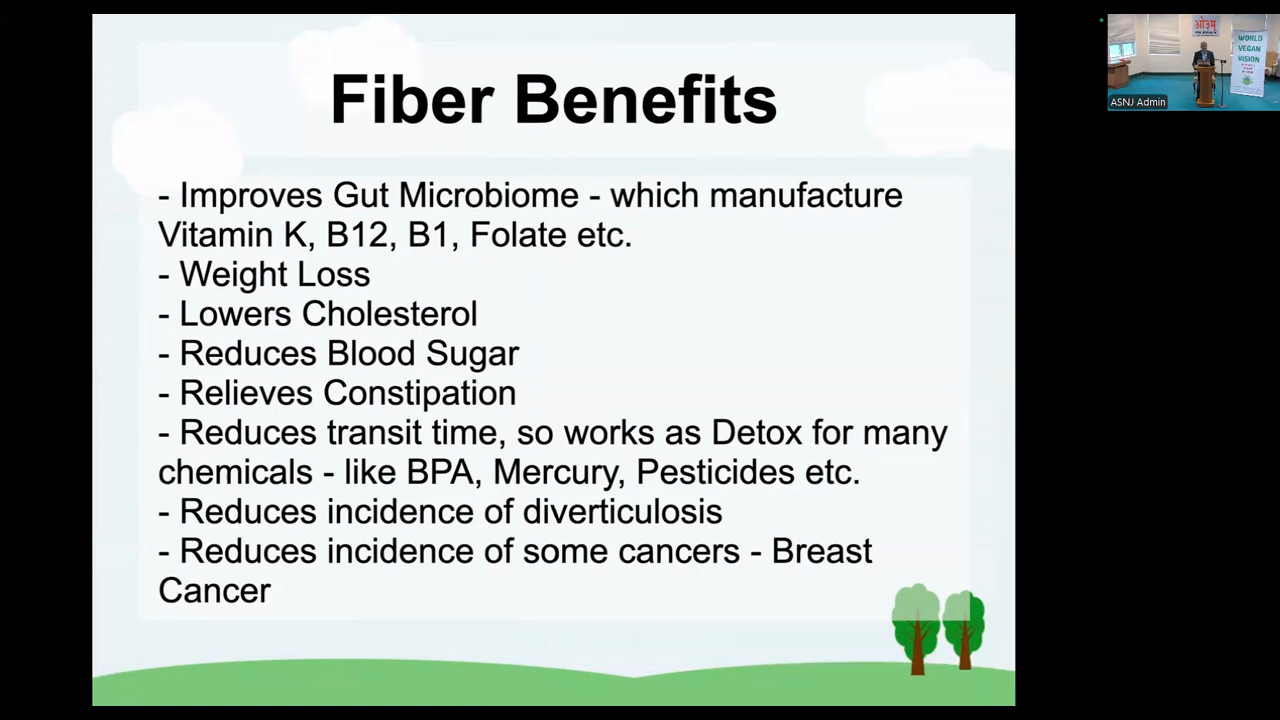 Fiber Benefits
- Improves Gut Microbiome - which manufacture
Vitamin K, B12, B1, Folate etc.
- Weight Loss
- Lowers Cholesterol
- Reduces Blood Sugar
- Relieves Constipation
- Reduces transit time, so works as Detox for many
chemicals - like BPA, Mercury, Pesticides etc.
- Reduces incidence of diverticulosis
- Reduces incidence of some cancers - Breast
Cancer
ओ३म्
WORLD
VEGAN
VISION
ASNJ Admin